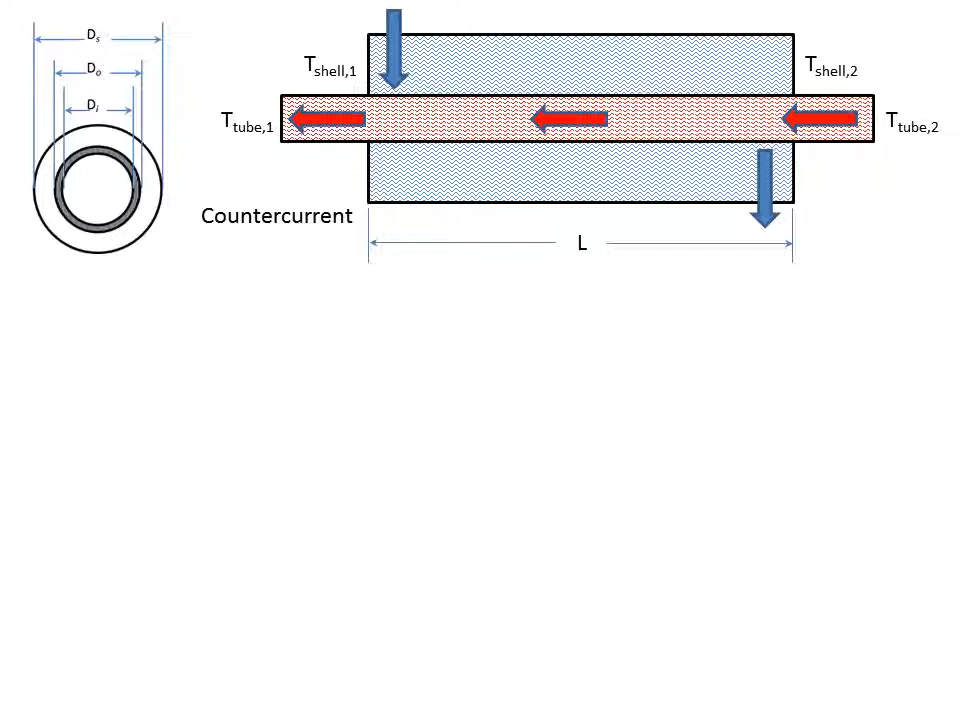 Ds
Do
Di
Tshell,1
Tshell,2
Ttube,1
Ttube,2
Countercurrent
L